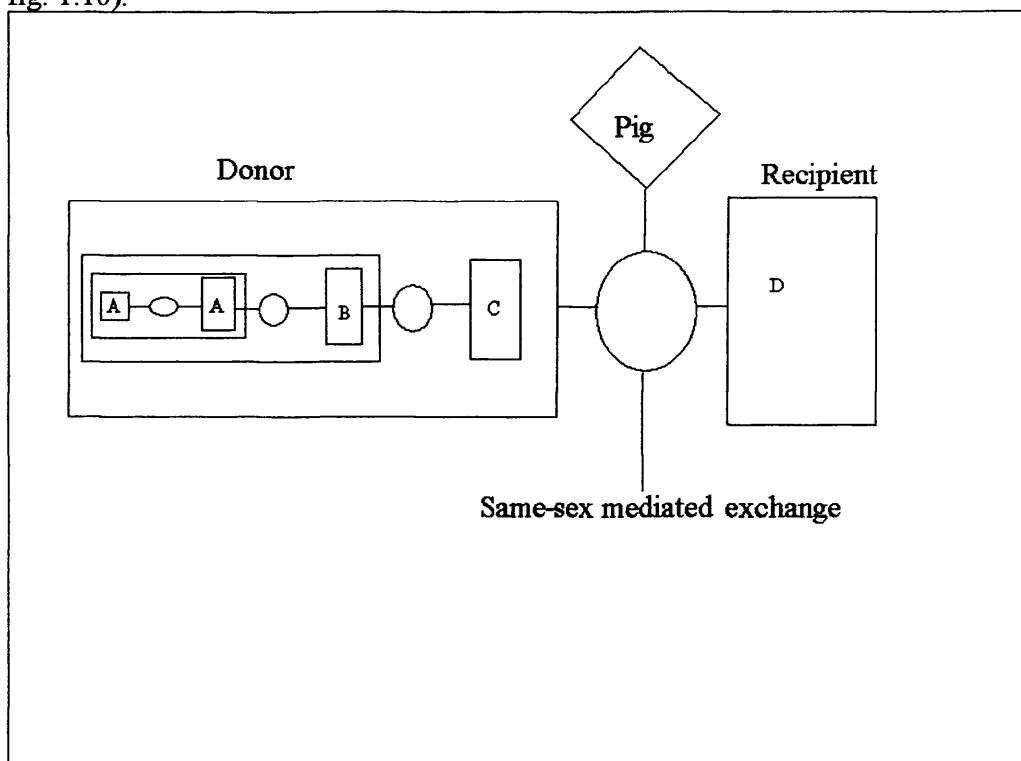 fig. 1.10).
Pig
Donor
Recipient
A
A
B
C
D
Same-sex mediated exchange